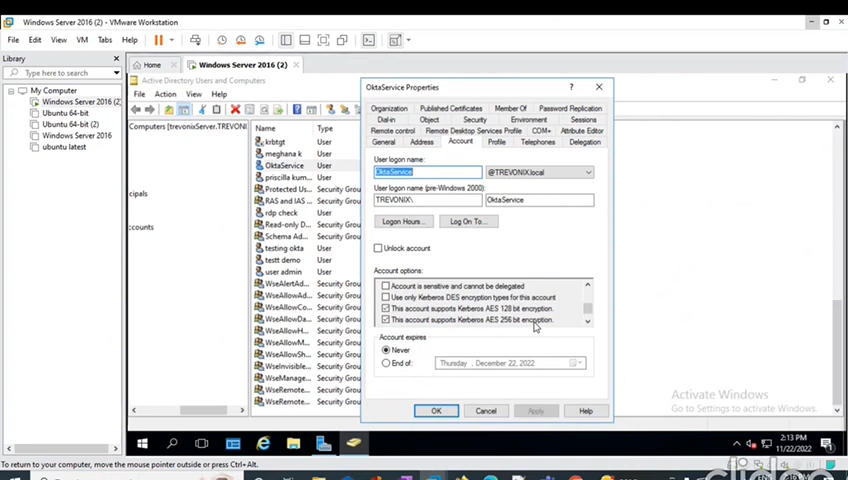 Windows Server 2016 (2) - VMware Workstation
File Edit View VM Tabs Help
Library
Type here to search
My Computer
Windows Server 2016 (2)
Ubuntu 64-bit
Ubuntu 64-bit (2)
Windows Server 2016
ubuntu latest
Home Windows Server 2016 (2)
Active Directory Users and Computers
File Action View Help
Computers [trevonixServer.TREVONI
cipals
ccounts
Name Type
krbtgt User
meghana k User
OktaService User
priscilla kum... User
Protected Us... Security Grou
RAS and IAS ... Security Grou
rdp check User
Read-only D... Security Grou
Schema Ad... Security Grou
testing okta User
testt demo User
user admin User
WseAlertAd... Security Grou
WseAllowAd... Security Grou
WseAllowCo... Security Grou
WseAllowDa... Security Grou
WseAllowHo... Security Grou
WseAllowM... Security Grou
WseAllowSh... Security Grou
WseInvisible... Security Grou
WseManage... Security Grou
WseRemote... Security Grou
WseRemote... Security Grou
OktaService Properties
Organization Published Certificates Member Of Password Replication
Dial-in Object Security Environment Sessions
Remote control Remote Desktop Services Profile COM+ Attribute Editor
General Address Account Profile Telephones Delegation
User logon name:
OktaService @TREVONIX.local
User logon name (pre-Windows 2000):
TREVONIX\ OktaService
Logon Hours... Log On To...
Unlock account
Account options:
Account is sensitive and cannot be delegated
Use only Kerberos DES encryption types for this account
This account supports Kerberos AES 128 bit encryption.
This account supports Kerberos AES 256 bit encryption.
Account expires
Never
End of: Thursday , December 22, 2022
OK Cancel Apply Help
Activate Windows
Go to Settings to activate Windows.
2:13 PM
11/22/2022
To return to your computer, move the mouse pointer outside or press Ctrl+Alt.